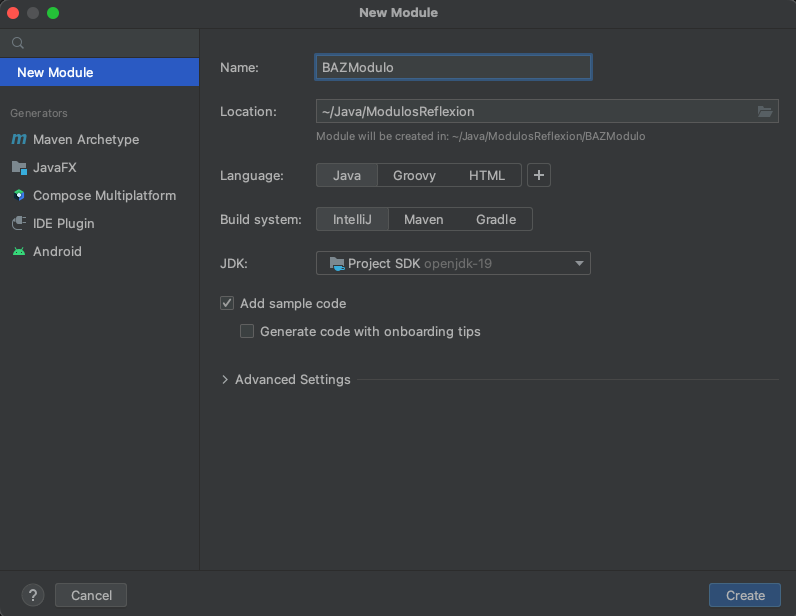 New Module
New Module
Generators
Maven Archetype
JavaFX
Compose Multiplatform
IDE Plugin
Android
Name: BAZModulo
Location: ~/Java/ModulosReflexion
Module will be created in: ~/Java/ModulosReflexion/BAZModulo
Language: Java Groovy HTML +
Build system: IntelliJ Maven Gradle
JDK: Project SDK openjdk-19
Add sample code
Generate code with onboarding tips
Advanced Settings
? Cancel Create